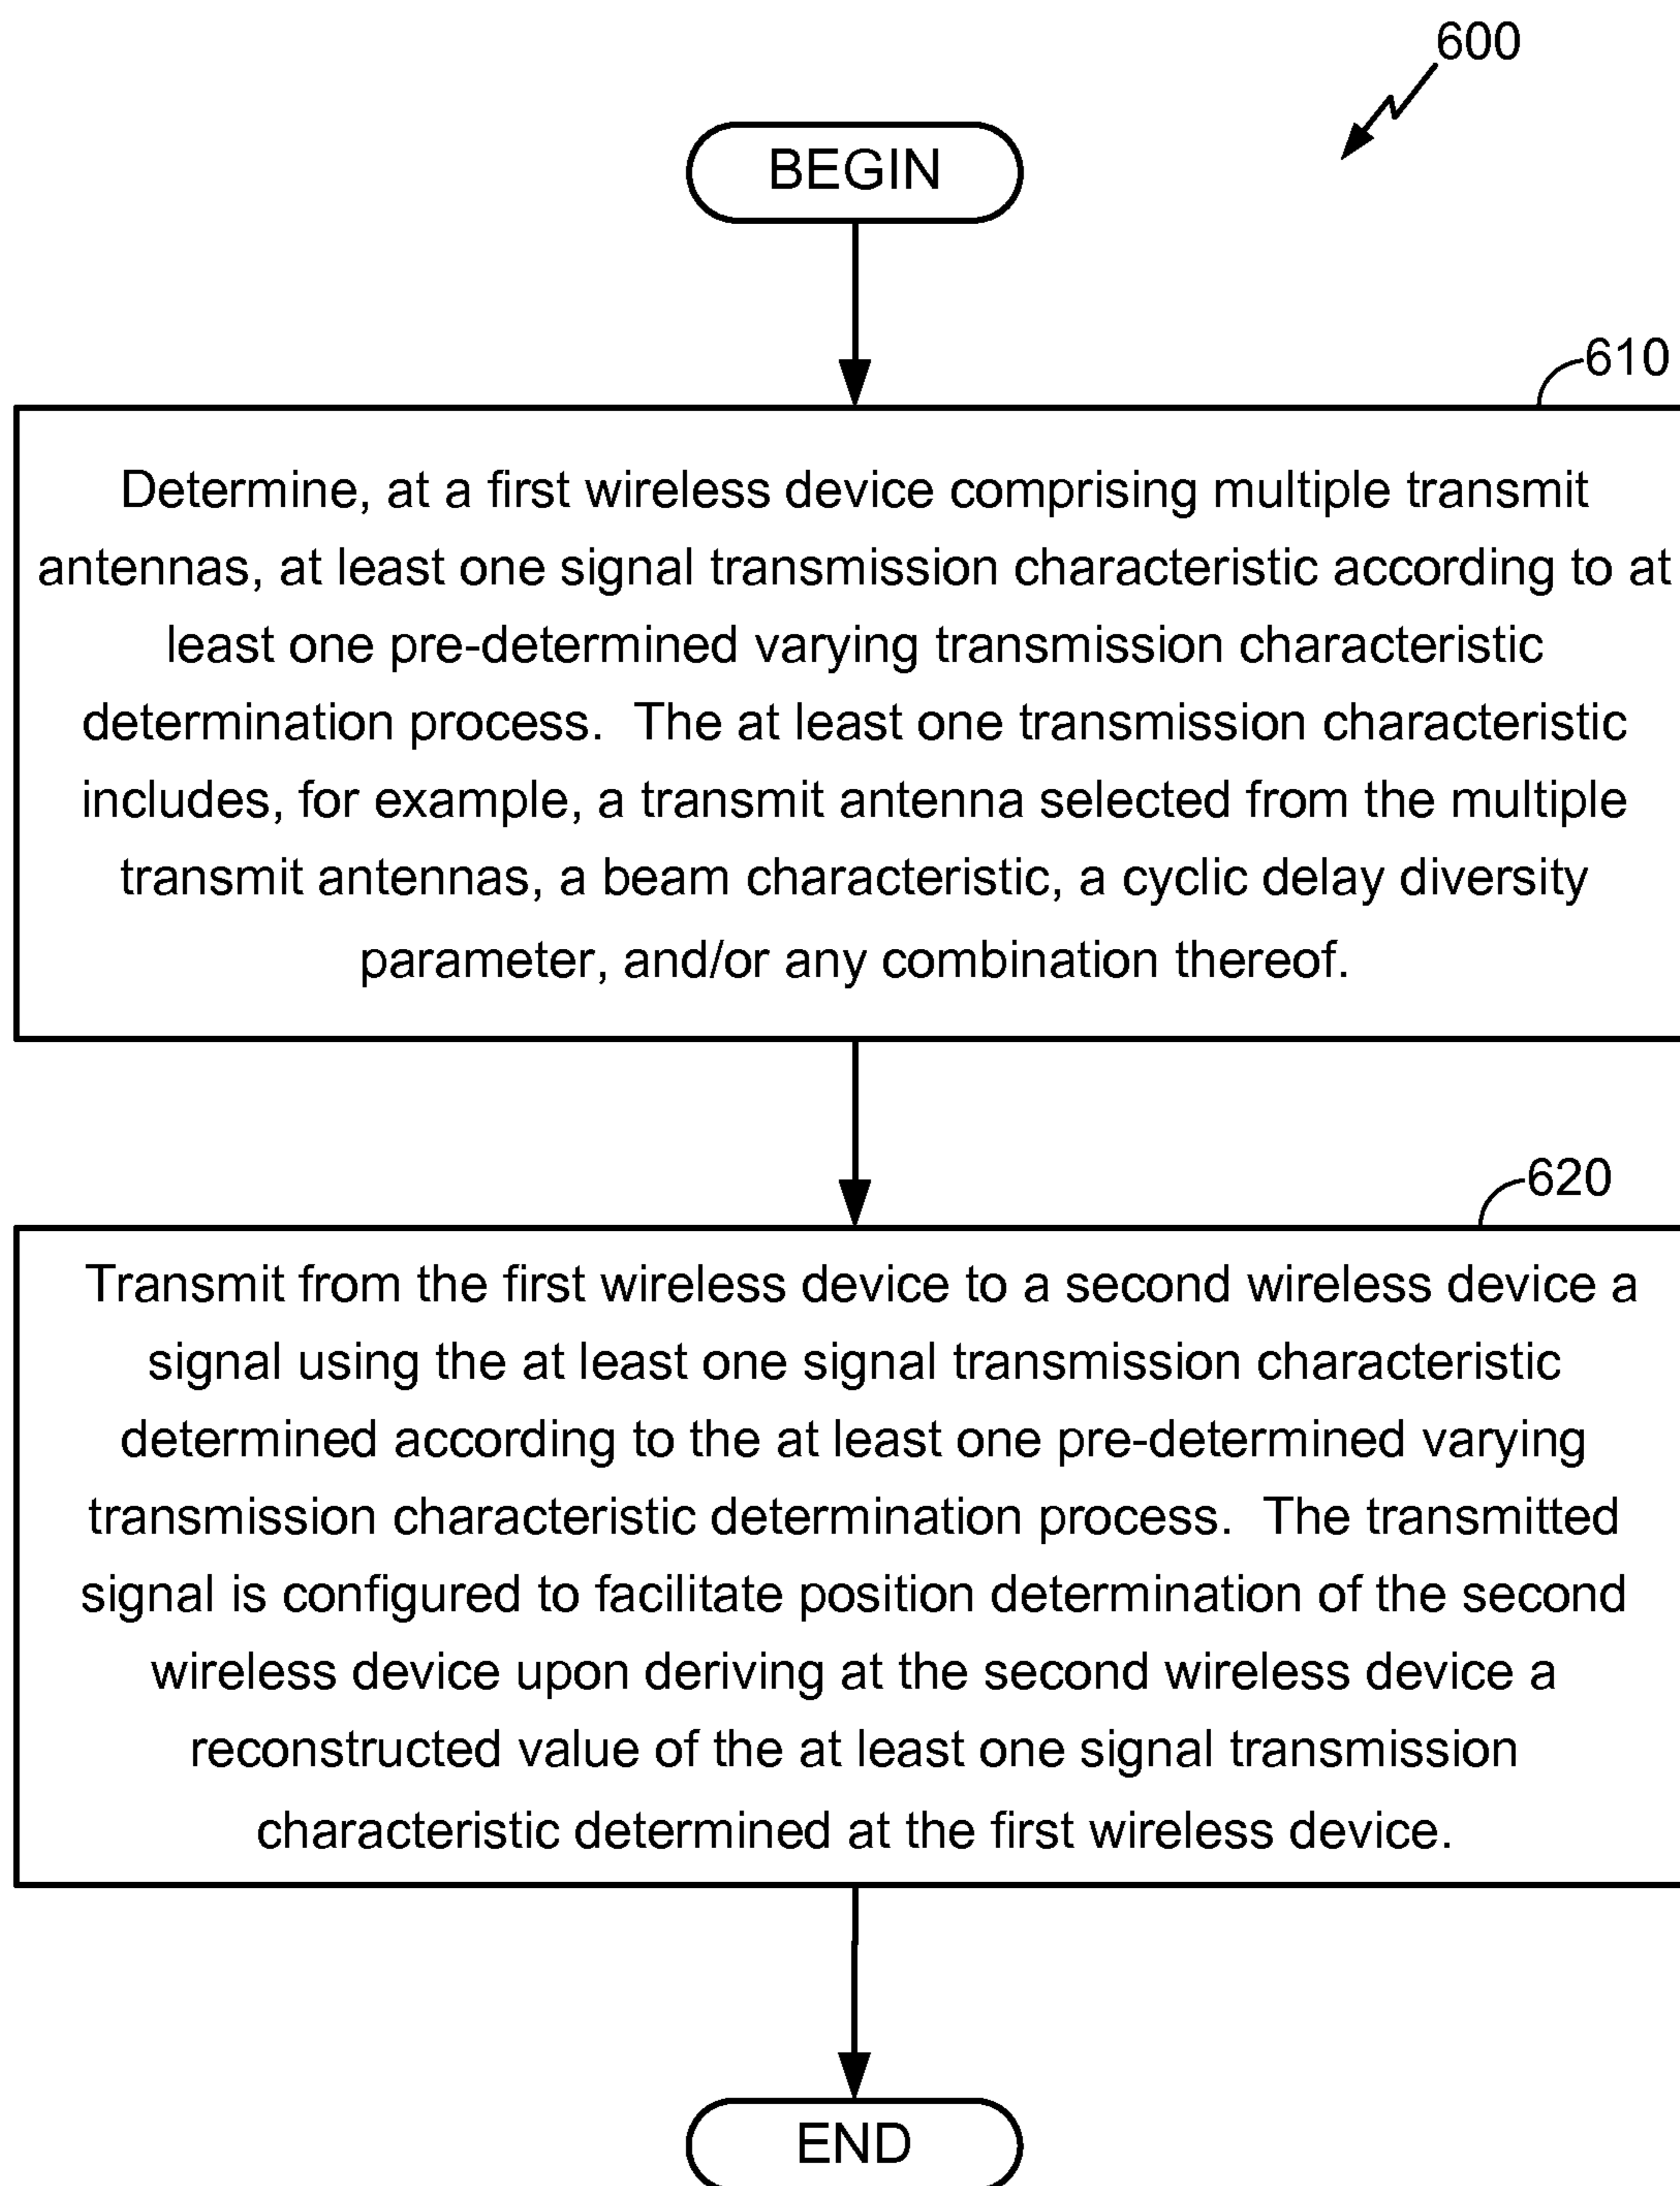 600
BEGIN
610
Determine, at a first wireless device comprising multiple transmit
antennas, at least one signal transmission characteristic according to at
least one pre-determined varying transmission characteristic
determination process.  The at least one transmission characteristic
includes, for example, a transmit antenna selected from the multiple
transmit antennas, a beam characteristic, a cyclic delay diversity
parameter, and/or any combination thereof.
620
Transmit from the first wireless device to a second wireless device a
signal using the at least one signal transmission characteristic
determined according to the at least one pre-determined varying
transmission characteristic determination process.  The transmitted
signal is configured to facilitate position determination of the second
wireless device upon deriving at the second wireless device a
reconstructed value of the at least one signal transmission
characteristic determined at the first wireless device.
END